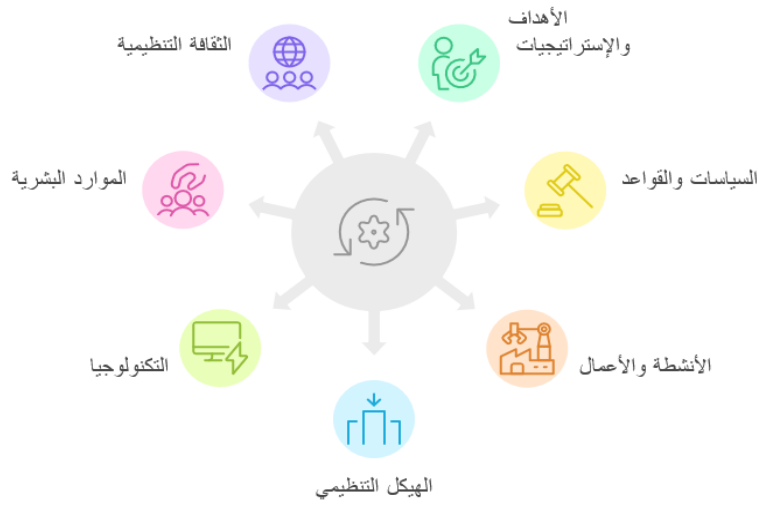 الأهداف
والإستراتيجيات
الثقافة التنظيمية
السياسات والقواعد
الموارد البشرية
الأنشطة والأعمال
التكنولوجيا
الهيكل التنظيمي